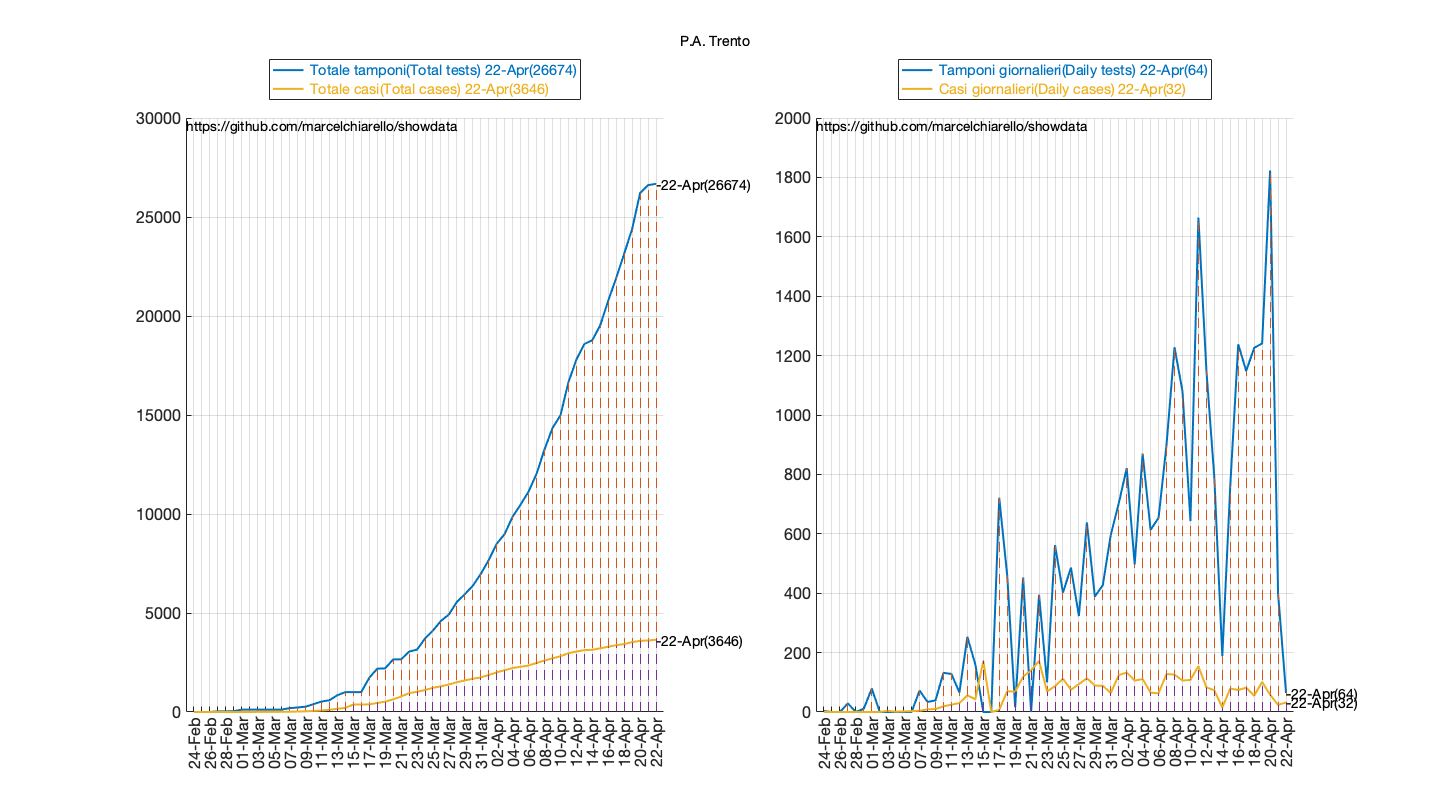 P.A. Trento
Totale tamponi(Total tests) 22-Apr(26674)
Totale casi(Total cases) 22-Apr(3646)
30000
https://github.com/marcelchiarello/showdata
25000
20000
15000
10000
5000
0
-22-Apr(26674)
-22-Apr(3646)
24-Feb
26-Feb
28-Feb
01-Mar
03-Mar
05-Mar
07-Mar
09-Mar
11-Mar
13-Mar
15-Mar
17-Mar
19-Mar
21-Mar
23-Mar
25-Mar
27-Mar
29-Mar
31-Mar
02-Apr
04-Apr
06-Apr
08-Apr
10-Apr
12-Apr
14-Apr
16-Apr
18-Apr
20-Apr
22-Apr
Tamponi giornalieri(Daily tests) 22-Apr(64)
Casi giornalieri(Daily cases) 22-Apr(32)
2000
https://github.com/marcelchiarello/showdata
1800
1600
1400
1200
1000
800
600
400
200
0
-22-Apr(64)
-22-Apr(32)
24-Feb
26-Feb
28-Feb
01-Mar
03-Mar
05-Mar
07-Mar
09-Mar
11-Mar
13-Mar
15-Mar
17-Mar
19-Mar
21-Mar
23-Mar
25-Mar
27-Mar
29-Mar
31-Mar
02-Apr
04-Apr
06-Apr
08-Apr
10-Apr
12-Apr
14-Apr
16-Apr
18-Apr
20-Apr
22-Apr